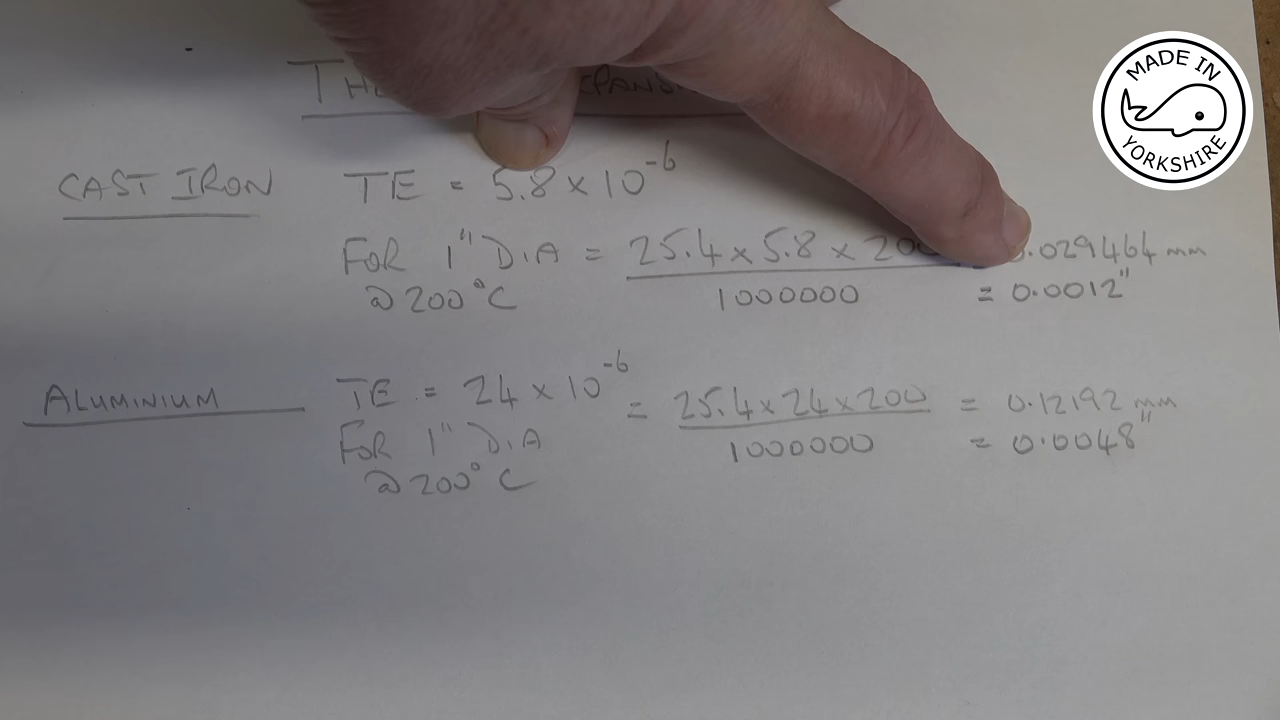 MADE IN
YORKSHIRE
CAST IRON TE = 5.8 x 10-6
FOR 1" DIA = 25.4 x 5.8 x 200 .029464 mm
@ 200°C 1000000 = 0.0012"
ALUMINIUM TE = 24 x 10-6 = 25.4 x 24 x 200 = 0.12192 mm
FOR 1" DIA 1000000 = 0.0048"
@ 200°C